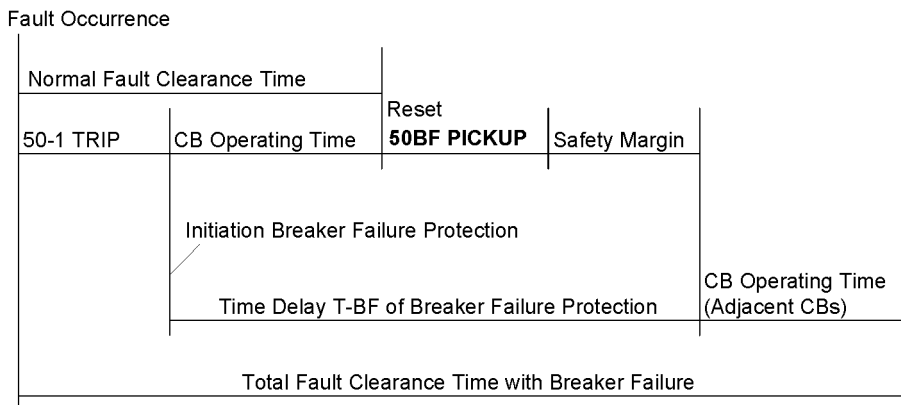 Fault Occurrence
Normal Fault Clearance Time
Reset
50-1 TRIP
CB Operating Time
50BF PICKUP
Safety Margin
Initiation Breaker Failure Protection
CB Operating Time
(Adjacent CBs)
Time Delay T-BF of Breaker Failure Protection
Total Fault Clearance Time with Breaker Failure